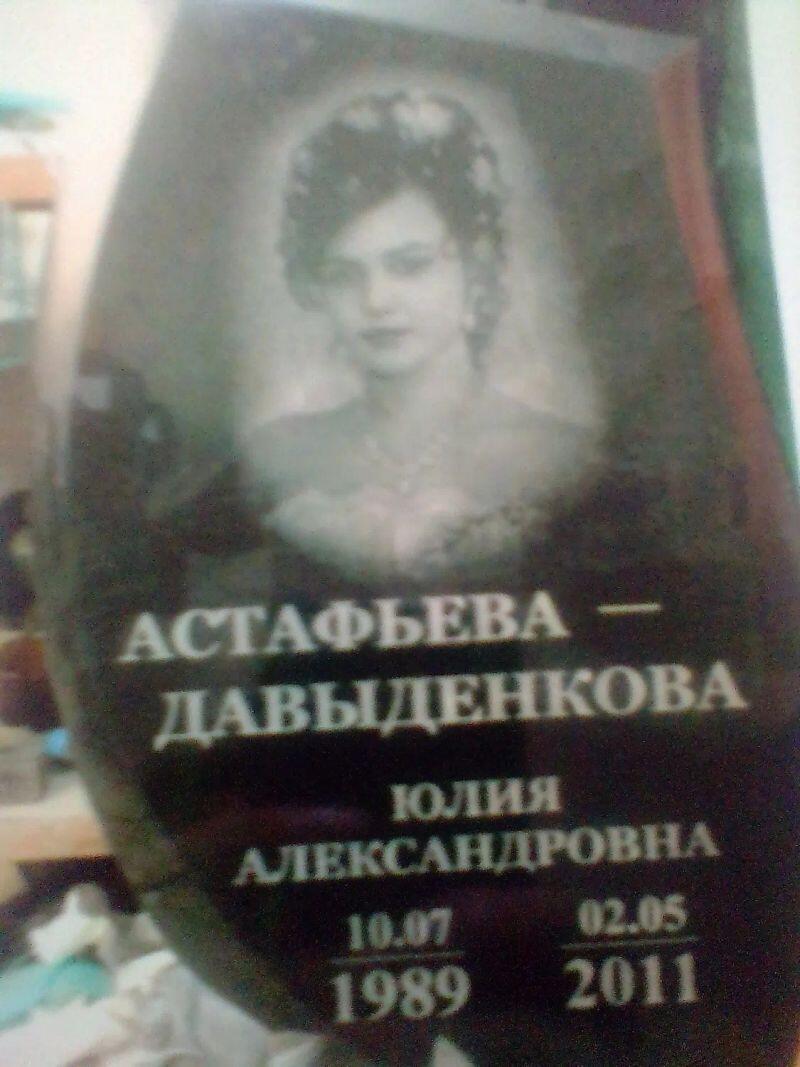 АСТАФЬЕВА —
ДАВЫДЕНКОВА
ЮЛИЯ
АЛЕКСАНДРОВНА
10.07 02.05
1989 2011